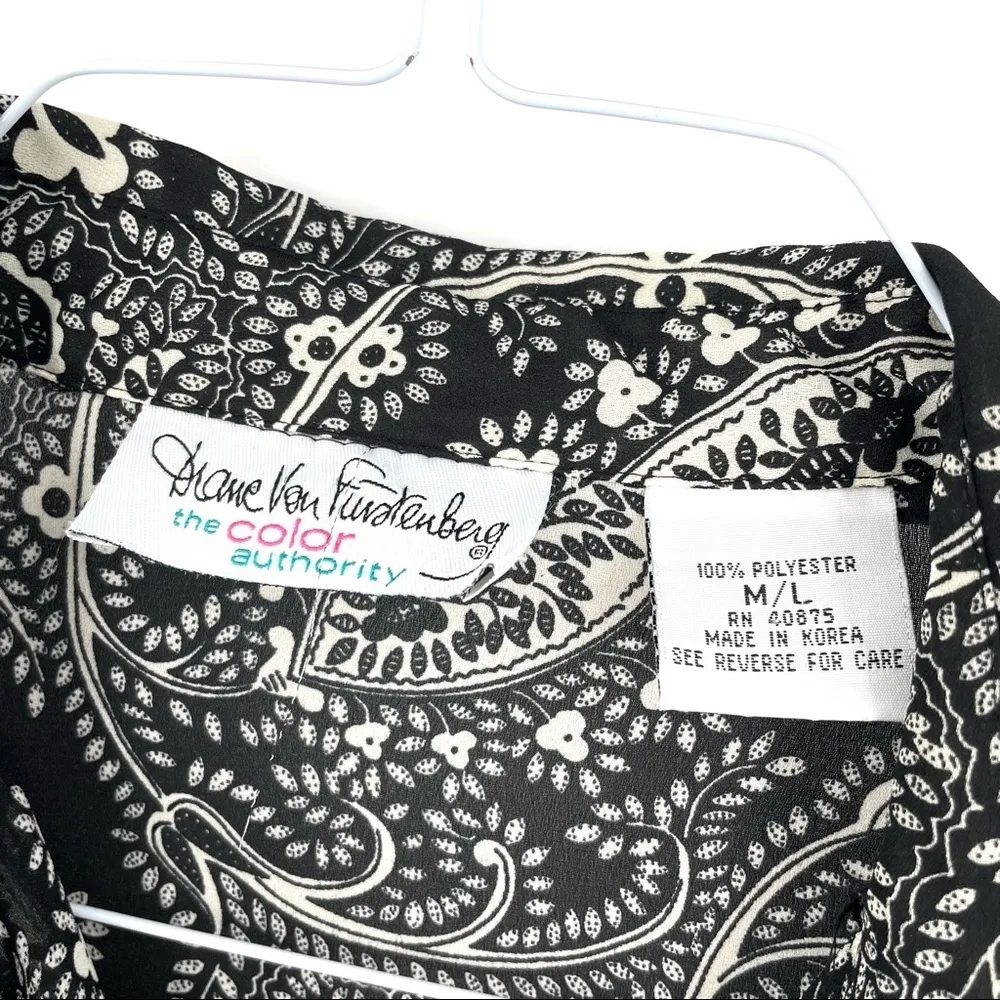 Diane Von Furstenberg
the color
authority
®
100% POLYESTER
M/L
RN 40875
MADE IN KOREA
SEE REVERSE FOR CARE